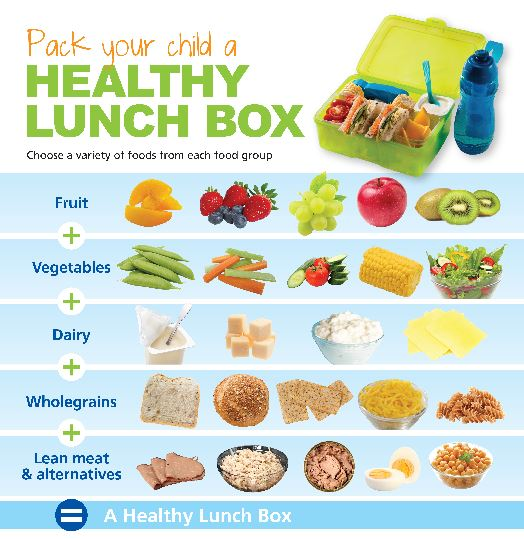 Pack your child a
HEALTHY
LUNCH BOX
Choose a variety of foods from each food group
Fruit
+
Vegetables
+
Dairy
+
Wholegrains
+
Lean meat
& alternatives
= A Healthy Lunch Box